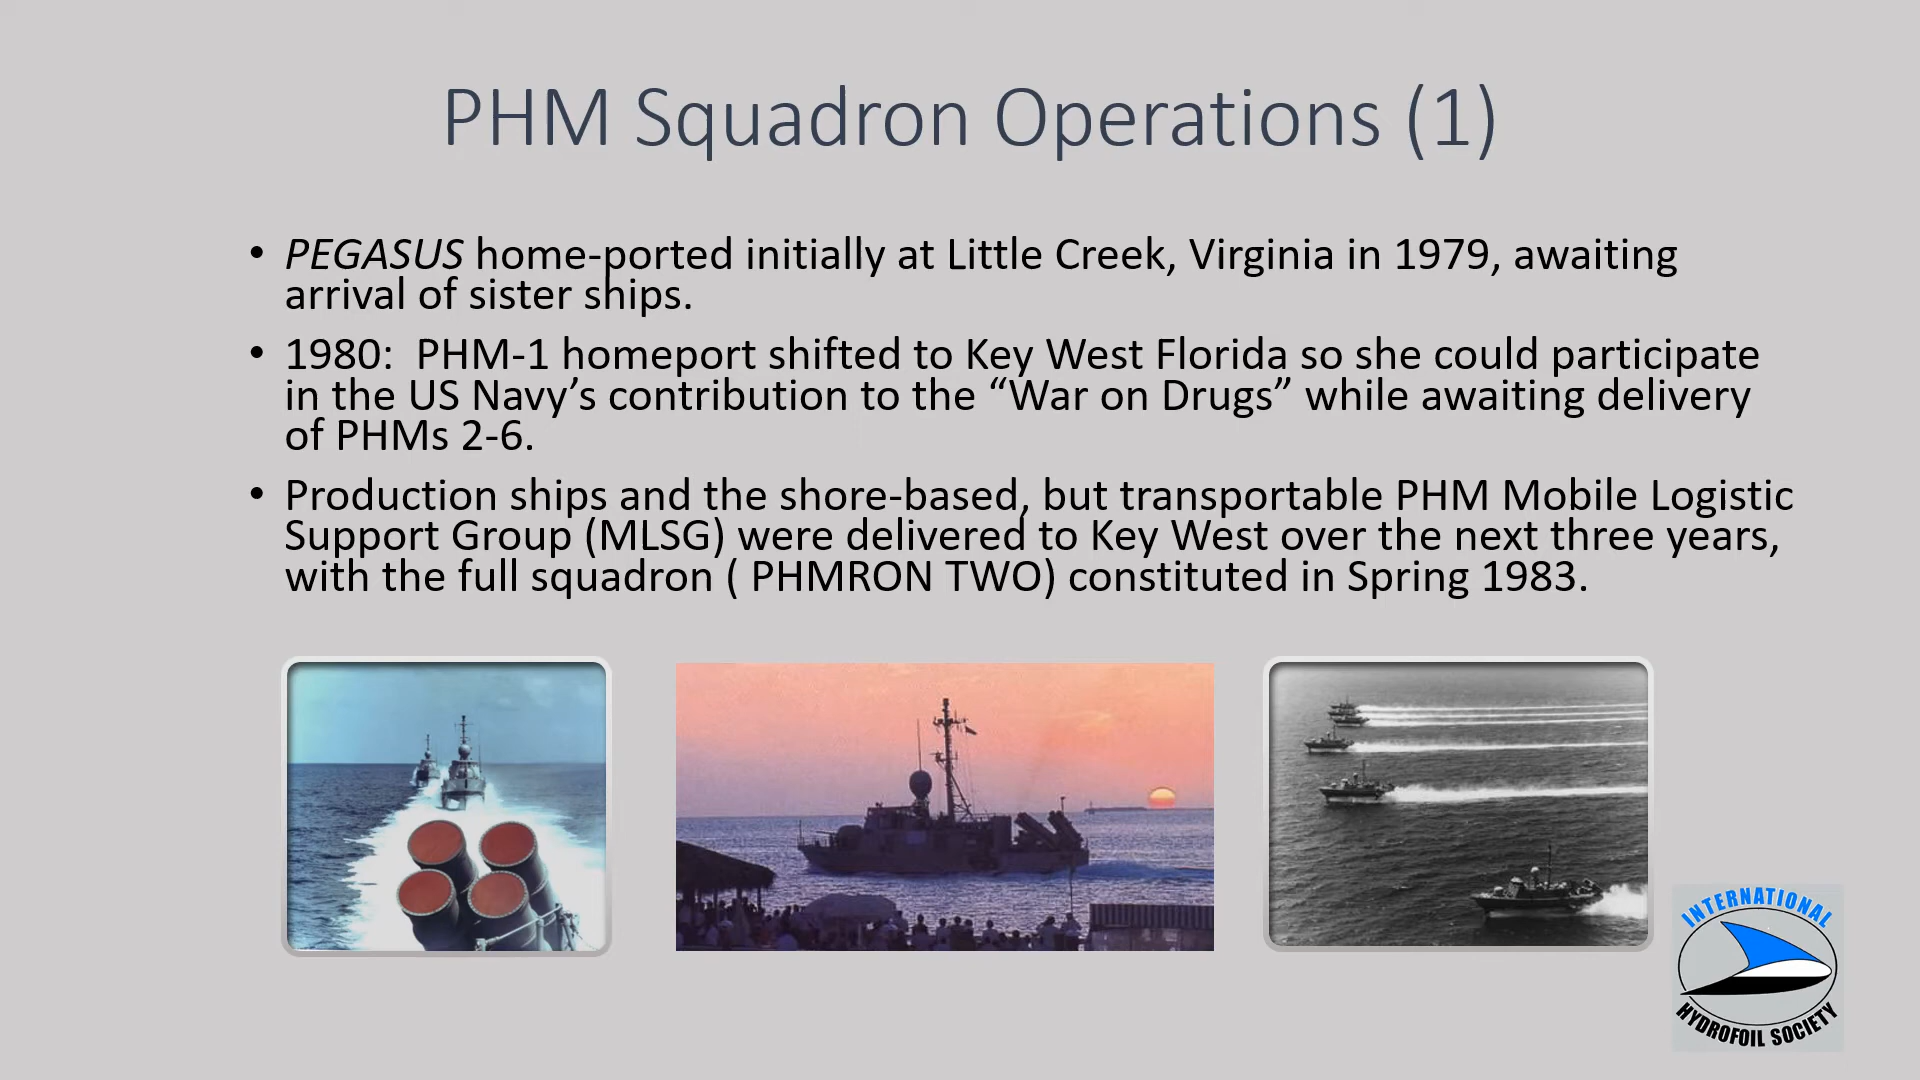 PHM Squadron Operations (1)
• PEGASUS home-ported initially at Little Creek, Virginia in 1979, awaiting
arrival of sister ships.
• 1980:  PHM-1 homeport shifted to Key West Florida so she could participate
in the US Navy’s contribution to the “War on Drugs” while awaiting delivery
of PHMs 2-6.
• Production ships and the shore-based, but transportable PHM Mobile Logistic
Support Group (MLSG) were delivered to Key West over the next three years,
with the full squadron ( PHMRON TWO) constituted in Spring 1983.
INTERNATIONAL
HYDROFOIL SOCIETY